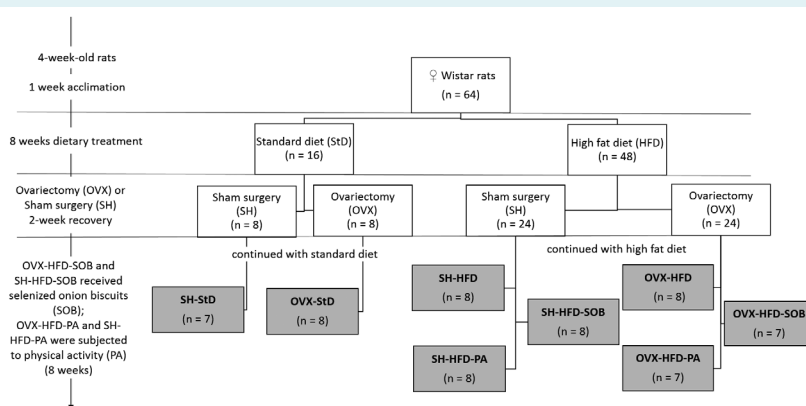 4-week-old rats
1 week acclimation
♀ Wistar rats
(n = 64)
8 weeks dietary treatment
Standard diet (StD)
(n = 16)
High fat diet (HFD)
(n = 48)
Ovariectomy (OVX) or
Sham surgery (SH)
2-week recovery
Sham surgery
(SH)
(n = 8)
Ovariectomy
(OVX)
(n = 8)
Sham surgery
(SH)
(n = 24)
Ovariectomy
(OVX)
(n = 24)
continued with standard diet
continued with high fat diet
OVX-HFD-SOB and
SH-HFD-SOB received
selenized onion biscuits
(SOB);
OVX-HFD-PA and SH-
HFD-PA were subjected
to physical activity (PA)
(8 weeks)
SH-StD
(n = 7)
OVX-StD
(n = 8)
SH-HFD
(n = 8)
SH-HFD-SOB
(n = 8)
SH-HFD-PA
(n = 8)
OVX-HFD
(n = 8)
OVX-HFD-SOB
(n = 7)
OVX-HFD-PA
(n = 7)